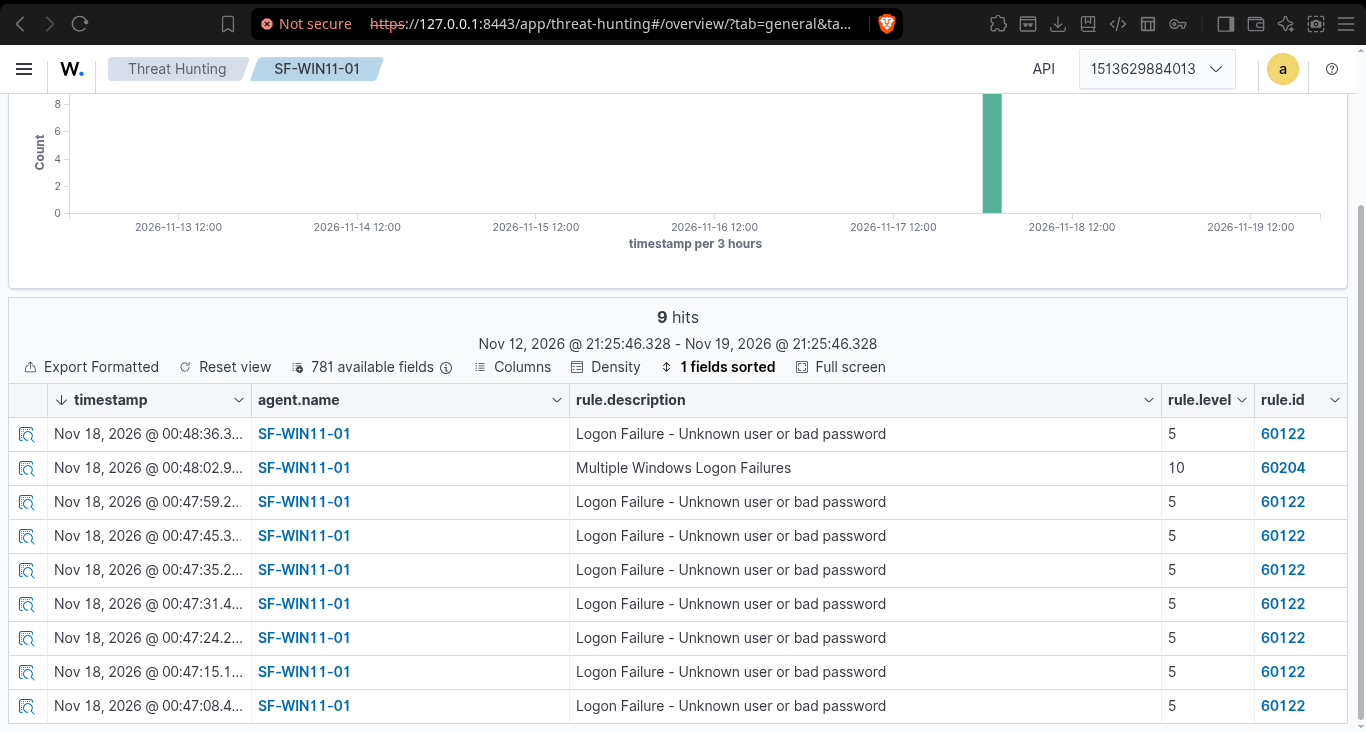 Not secure https://127.0.0.1:8443/app/threat-hunting#/overview/?tab=general&ta...
W. Threat Hunting SF-WIN11-01 API 1513629884013 a
8
6
4
2
0
Count
2026-11-13 12:00 2026-11-14 12:00 2026-11-15 12:00 2026-11-16 12:00 2026-11-17 12:00 2026-11-18 12:00 2026-11-19 12:00
timestamp per 3 hours
9 hits
Nov 12, 2026 @ 21:25:46.328 - Nov 19, 2026 @ 21:25:46.328
Export Formatted Reset view 781 available fields Columns Density 1 fields sorted Full screen
timestamp agent.name rule.description rule.level rule.id
Nov 18, 2026 @ 00:48:36.3... SF-WIN11-01 Logon Failure - Unknown user or bad password 5 60122
Nov 18, 2026 @ 00:48:02.9... SF-WIN11-01 Multiple Windows Logon Failures 10 60204
Nov 18, 2026 @ 00:47:59.2... SF-WIN11-01 Logon Failure - Unknown user or bad password 5 60122
Nov 18, 2026 @ 00:47:45.3... SF-WIN11-01 Logon Failure - Unknown user or bad password 5 60122
Nov 18, 2026 @ 00:47:35.2... SF-WIN11-01 Logon Failure - Unknown user or bad password 5 60122
Nov 18, 2026 @ 00:47:31.4... SF-WIN11-01 Logon Failure - Unknown user or bad password 5 60122
Nov 18, 2026 @ 00:47:24.2... SF-WIN11-01 Logon Failure - Unknown user or bad password 5 60122
Nov 18, 2026 @ 00:47:15.1... SF-WIN11-01 Logon Failure - Unknown user or bad password 5 60122
Nov 18, 2026 @ 00:47:08.4... SF-WIN11-01 Logon Failure - Unknown user or bad password 5 60122